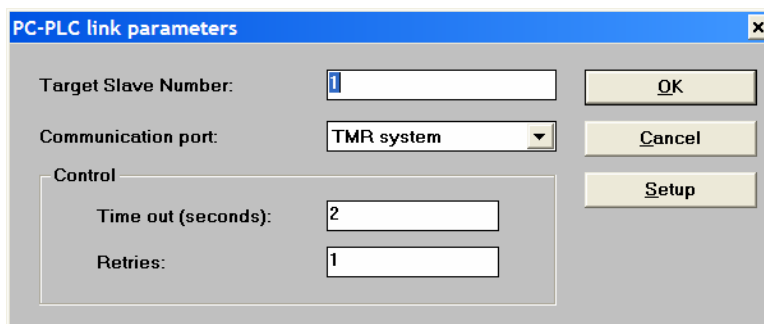 PC-PLC link parameters
Target Slave Number: 1 OK
Communication port: TMR system Cancel
Control Setup
Time out (seconds): 2
Retries: 1